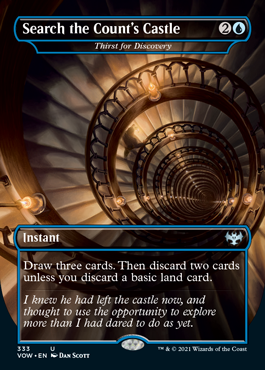 Search the Count's Castle 2
Thirst for Discovery
Instant
Draw three cards. Then discard two cards
unless you discard a basic land card.
I knew he had left the castle now, and
thought to use the opportunity to explore
more than I had dared to do as yet.
333 U
VOW • EN Dan Scott
™ & © 2021 Wizards of the Coast